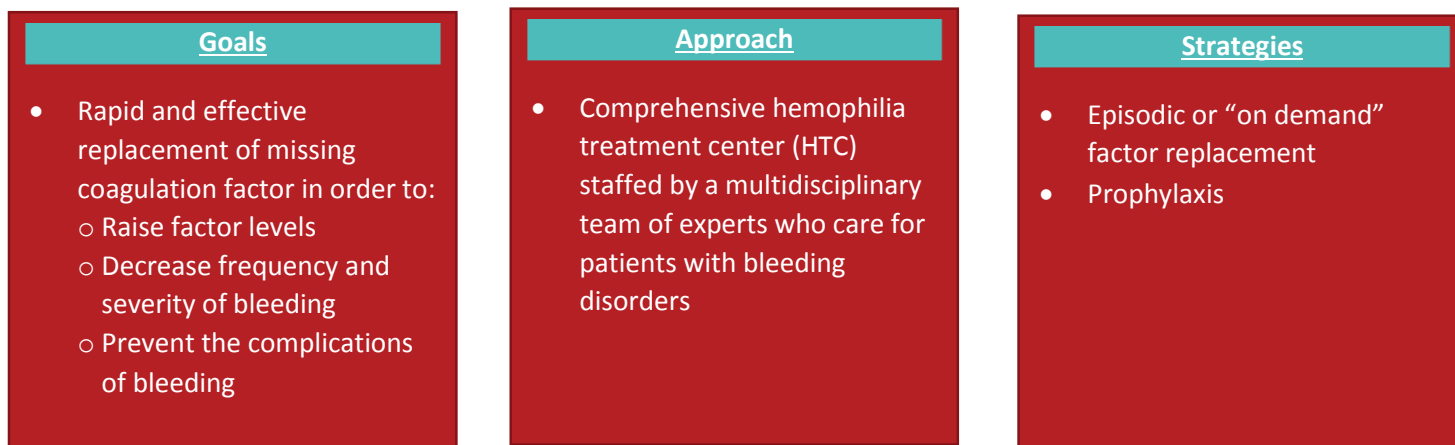 Goals
• Rapid and effective
replacement of missing
coagulation factor in order to:
o Raise factor levels
o Decrease frequency and
severity of bleeding
o Prevent the complications
of bleeding
Approach
• Comprehensive hemophilia
treatment center (HTC)
staffed by a multidisciplinary
team of experts who care for
patients with bleeding
disorders
Strategies
• Episodic or “on demand”
factor replacement
• Prophylaxis